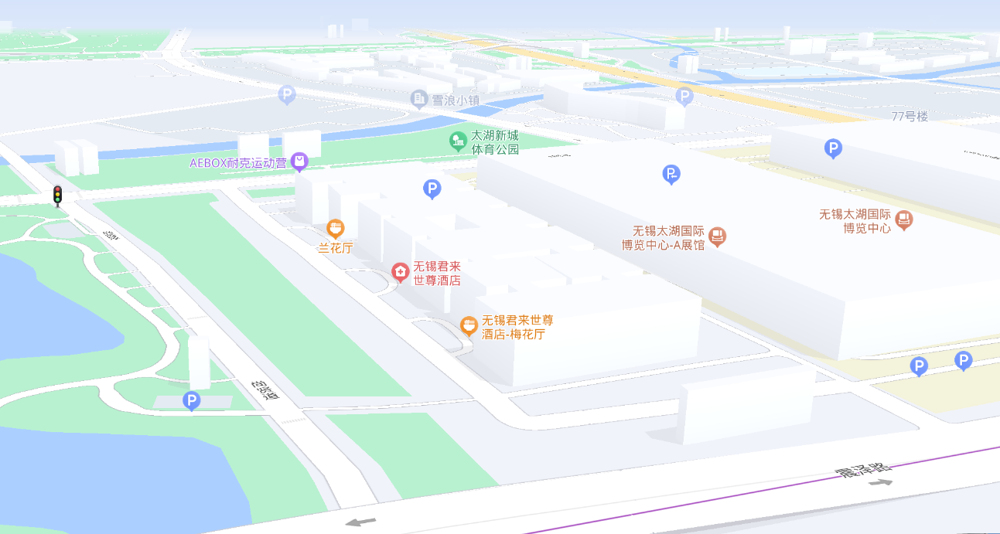 雪浪小镇
77号楼
太湖新城
体育公园
AEBOX耐克运动营
无锡太湖国际
博览中心
无锡太湖国际
博览中心-A展馆
兰花厅
无锡君来
世尊酒店
无锡君来世尊
酒店-梅花厅
震泽路
P
P
P
P
P
P
P
P